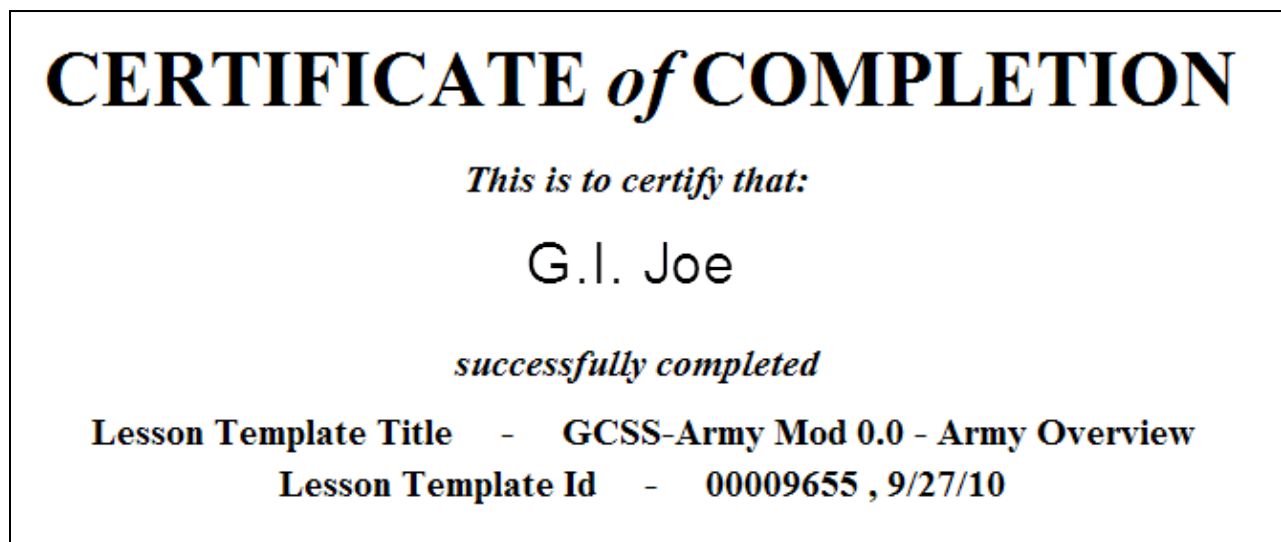 CERTIFICATE of COMPLETION
This is to certify that:
G.I. Joe
successfully completed
Lesson Template Title - GCSS-Army Mod 0.0 - Army Overview
Lesson Template Id - 00009655 , 9/27/10